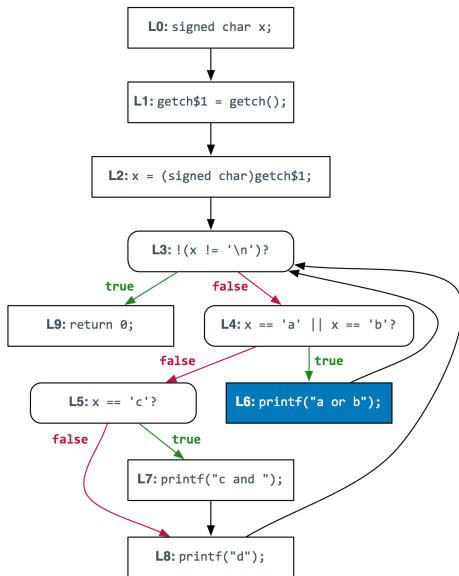 L0: signed char x;
L1: getch$1 = getch();
L2: x = (signed char)getch$1;
L3: !(x != '\n')?
true
false
L9: return 0;
L4: x == 'a' || x == 'b'?
false
true
L5: x == 'c'?
L6: printf("a or b");
false
true
L7: printf("c and ");
L8: printf("d");